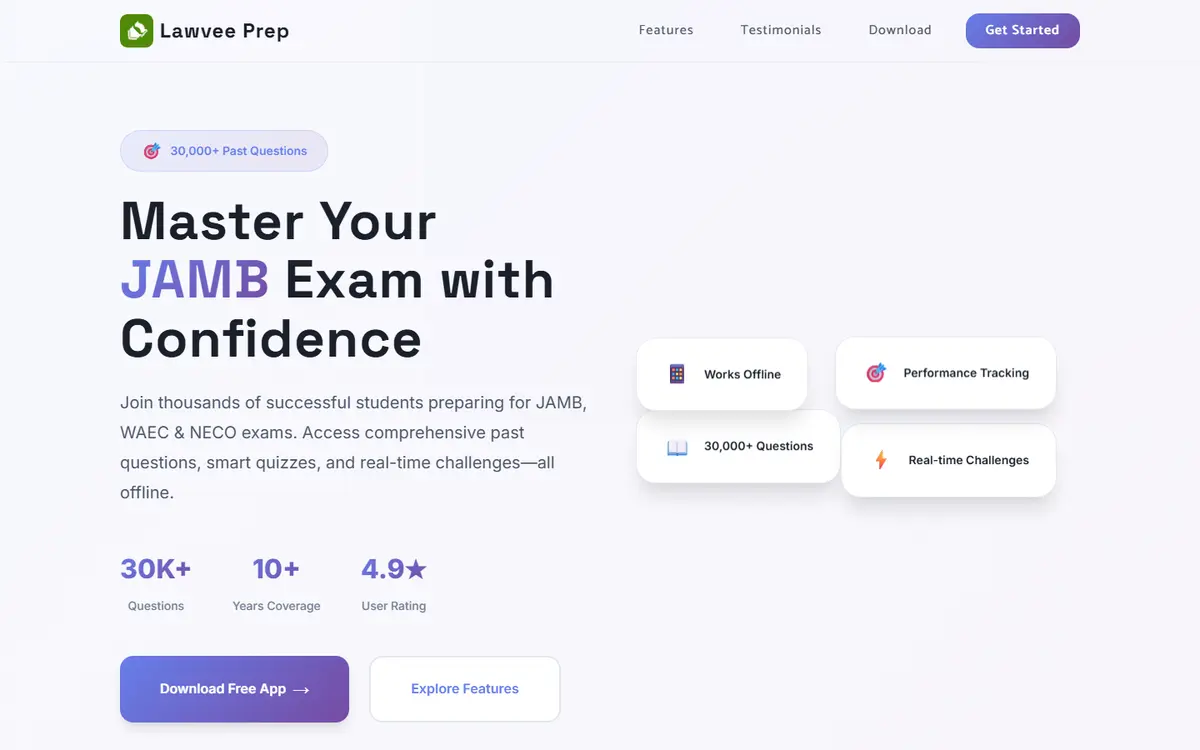 Lawvee Prep
Features
Testimonials
Download
Get Started
30,000+ Past Questions
Master Your
JAMB Exam with
Confidence
Join thousands of successful students preparing for JAMB,
WAEC & NECO exams. Access comprehensive past
questions, smart quizzes, and real-time challenges—all
offline.
30K+
Questions
10+
Years Coverage
4.9★
User Rating
Download Free App →
Explore Features
Works Offline
Performance Tracking
30,000+ Questions
Real-time Challenges